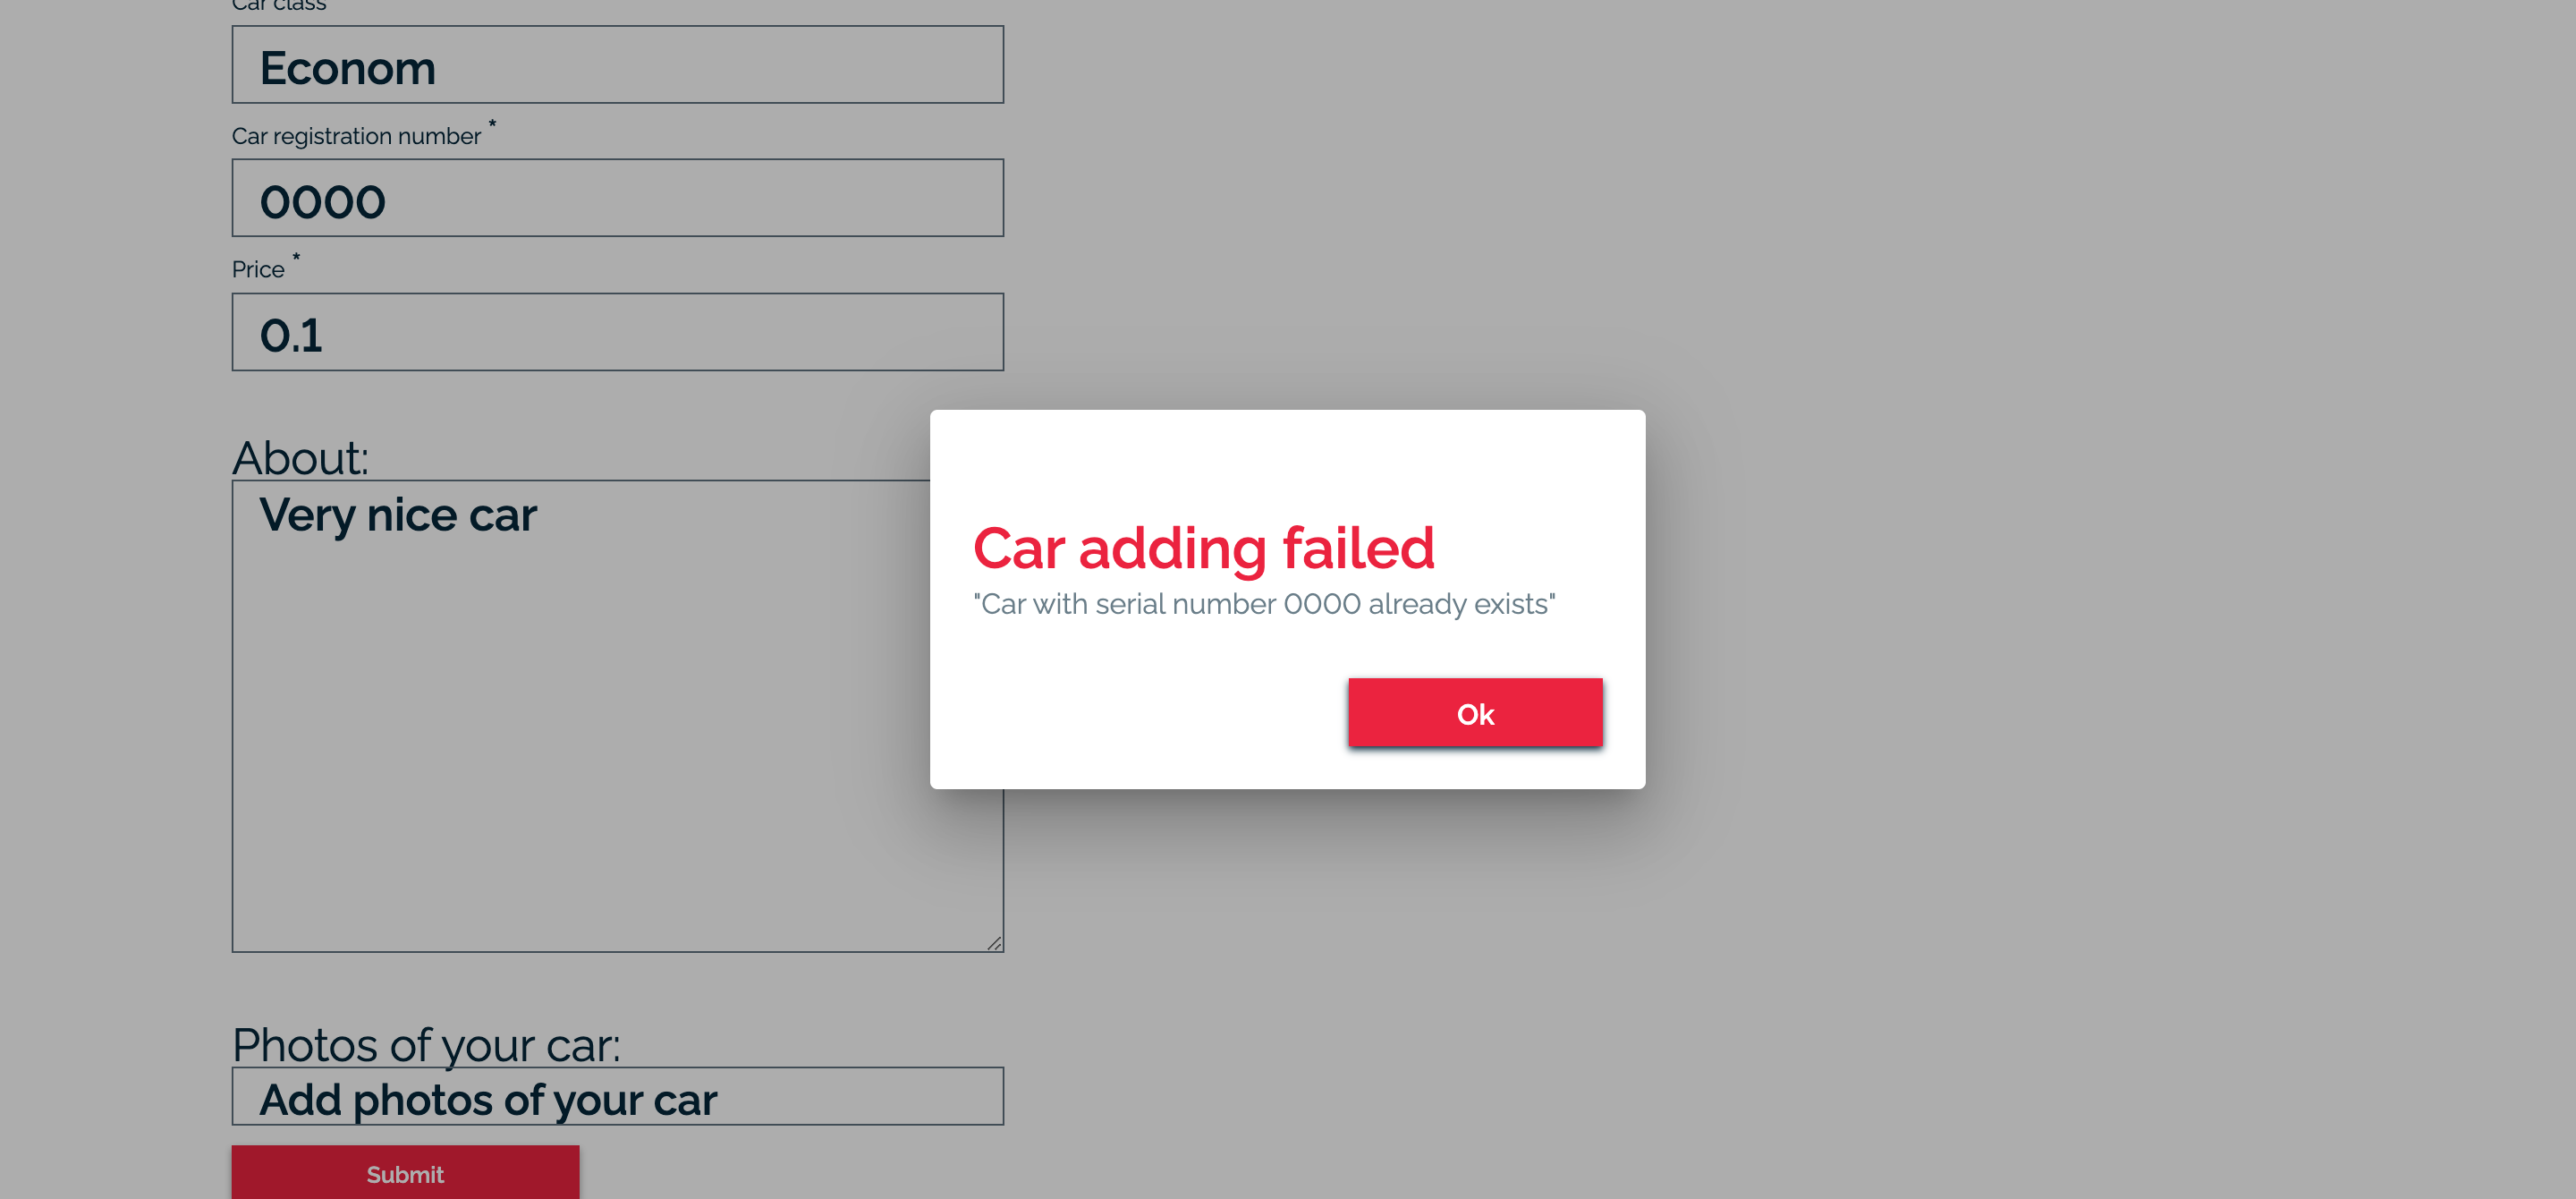 Car class
Econom
Car registration number *
0000
Price *
0.1
About:
Very nice car
Car adding failed
"Car with serial number 0000 already exists"
Ok
Photos of your car:
Add photos of your car
Submit